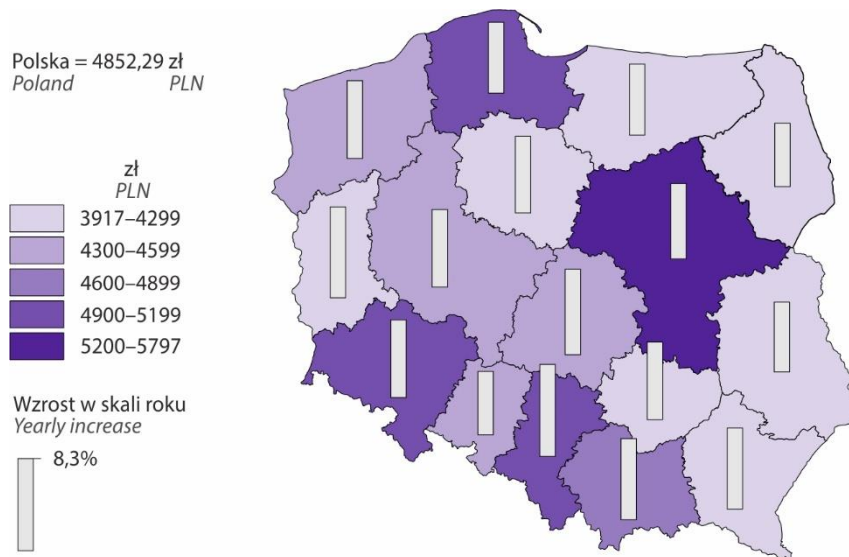 Polska = 4852,29 zł
Poland PLN
zł
PLN
3917–4299
4300–4599
4600–4899
4900–5199
5200–5797
Wzrost w skali roku
Yearly increase
8,3%